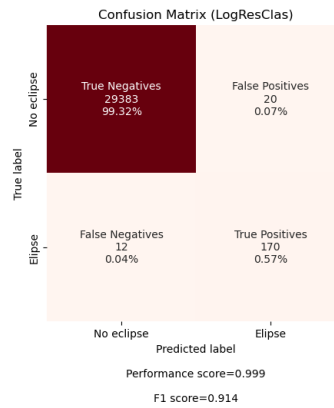 Confusion Matrix (LogResClas)
True Negatives
29383
99.32%
False Positives
20
0.07%
False Negatives
12
0.04%
True Positives
170
0.57%
No eclipse
Elipse
True label
No eclipse
Elipse
Predicted label
Performance score=0.999
F1 score=0.914